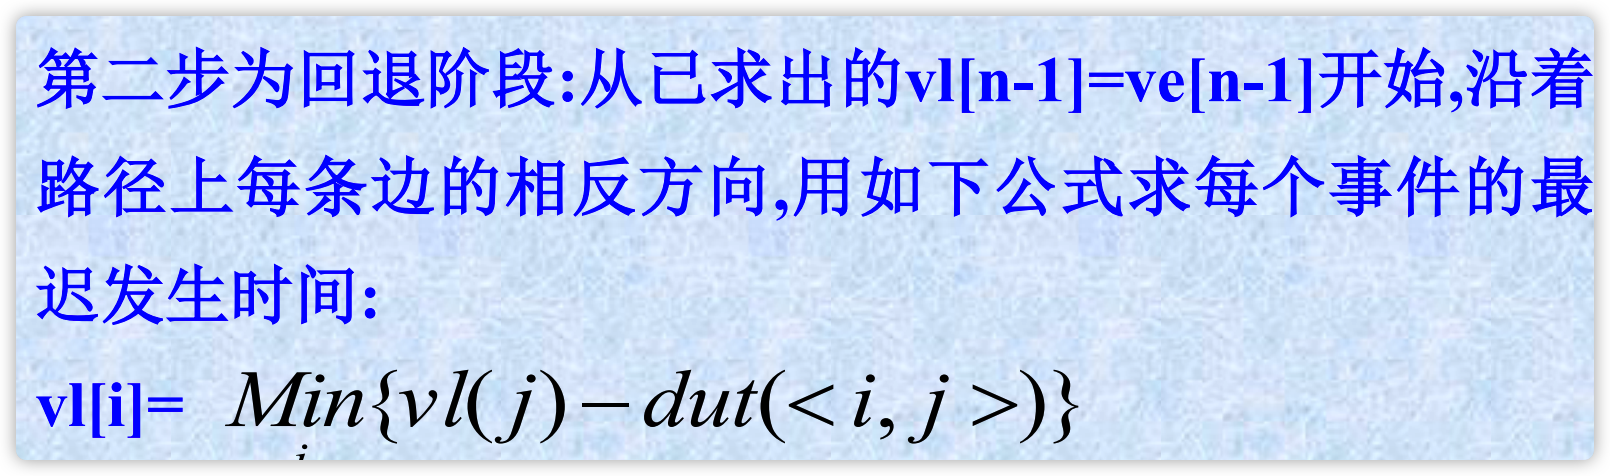 第二步为回退阶段:从已求出的vl[n-1]=ve[n-1]开始,沿着
路径上每条边的相反方向,用如下公式求每个事件的最
迟发生时间:
vl[i]= Min{vl(j)−dut(<i,j>)}